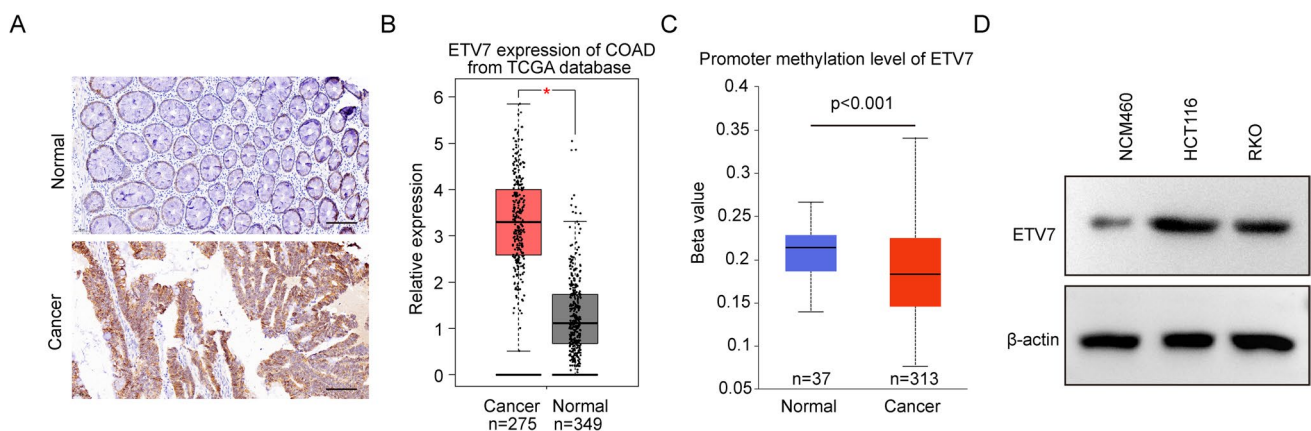 A
Normal
Cancer
B
ETV7 expression of COAD
from TCGA database
*
Relative expression
6
5
4
3
2
1
0
Cancer
n=275
Normal
n=349
C
Promoter methylation level of ETV7
p<0.001
Beta value
0.4
0.35
0.3
0.25
0.2
0.15
0.1
0.05
n=37
n=313
Normal
Cancer
D
NCM460
HCT116
RKO
ETV7
β-actin